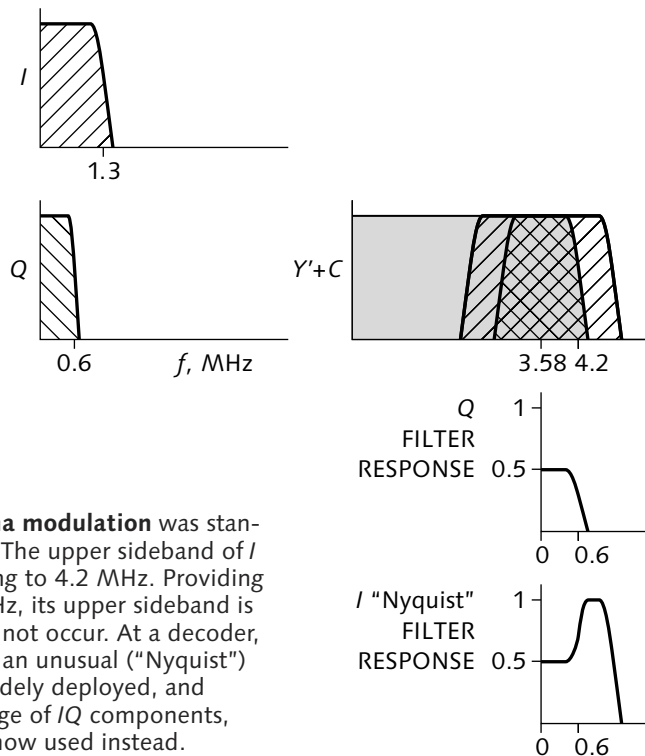 I
1.3
Q
0.6
f, MHz
Y'+C
3.58 4.2
Q
FILTER
RESPONSE
1
0.5
0 0.6
I “Nyquist”
FILTER
RESPONSE
1
0.5
0 0.6
modulation was stan-
The upper sideband of I
to 4.2 MHz. Providing
its upper sideband is
not occur. At a decoder,
an unusual (“Nyquist”)
deployed, and
of IQ components,
now used instead.